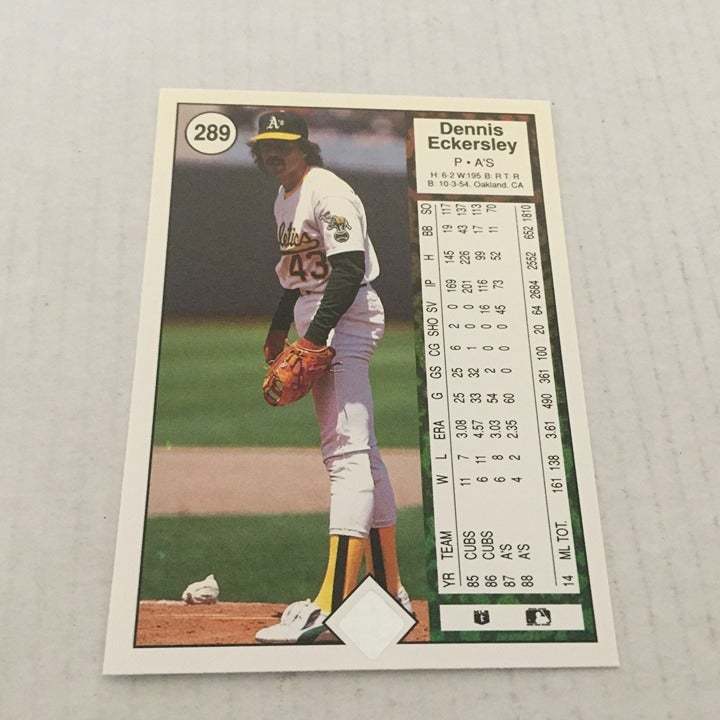 289
A's
letics
43
Dennis
Eckersley
P • A'S
H: 6-2 W:195 B: R T: R
B: 10-3-54, Oakland, CA
YR TEAM W L ERA G GS CG SHO SV IP H BB SO
85 CUBS 11 7 3.08 25 25 6 2 0 169 145 19 117
86 CUBS 6 11 4.57 33 32 1 0 0 201 226 43 137
87 A'S 6 8 3.03 54 2 0 0 16 116 99 17 113
88 A'S 4 2 2.35 60 0 0 0 45 73 52 11 70
14 ML TOT. 161 138 3.61 490 361 100 20 64 2684 2552 652 1810